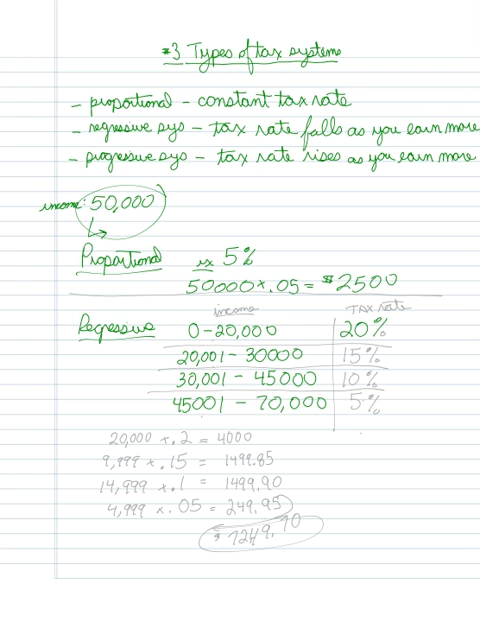 *3 Types of tax systems
- proportional - constant tax rate
- regressive sys - tax rate falls as you earn more
- progressive sys - tax rate rises as you earn more
income: 50,000
Proportional ex 5%
50000 x .05 = $2500
income TAX rate
Regressive 0-20,000 20%
20,001 - 30000 15%
30,001 - 45000 10%
45001 - 70,000 5%
20,000 x .2 = 4000
9,999 x .15 = 1499.85
14,999 x .1 = 1499.90
4,999 x .05 = 249.95
$7249.70